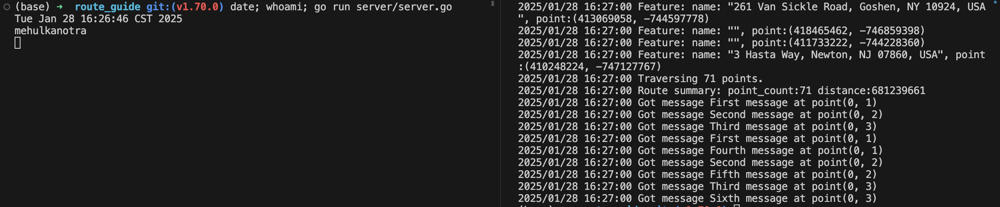 (base) ➜ route_guide git:(v1.70.0) date; whoami; go run server/server.go
Tue Jan 28 16:26:46 CST 2025
mehulkanotra
2025/01/28 16:27:00 Feature: name: "261 Van Sickle Road, Goshen, NY 10924, USA
", point:(413069058, -744597778)
2025/01/28 16:27:00 Feature: name: "", point:(418465462, -746859398)
2025/01/28 16:27:00 Feature: name: "", point:(411733222, -744228360)
2025/01/28 16:27:00 Feature: name: "3 Hasta Way, Newton, NJ 07860, USA", point
:(410248224, -747127767)
2025/01/28 16:27:00 Traversing 71 points.
2025/01/28 16:27:00 Route summary: point_count:71 distance:681239661
2025/01/28 16:27:00 Got message First message at point(0, 1)
2025/01/28 16:27:00 Got message Second message at point(0, 2)
2025/01/28 16:27:00 Got message Third message at point(0, 3)
2025/01/28 16:27:00 Got message First message at point(0, 1)
2025/01/28 16:27:00 Got message Fourth message at point(0, 1)
2025/01/28 16:27:00 Got message Second message at point(0, 2)
2025/01/28 16:27:00 Got message Fifth message at point(0, 2)
2025/01/28 16:27:00 Got message Third message at point(0, 3)
2025/01/28 16:27:00 Got message Sixth message at point(0, 3)